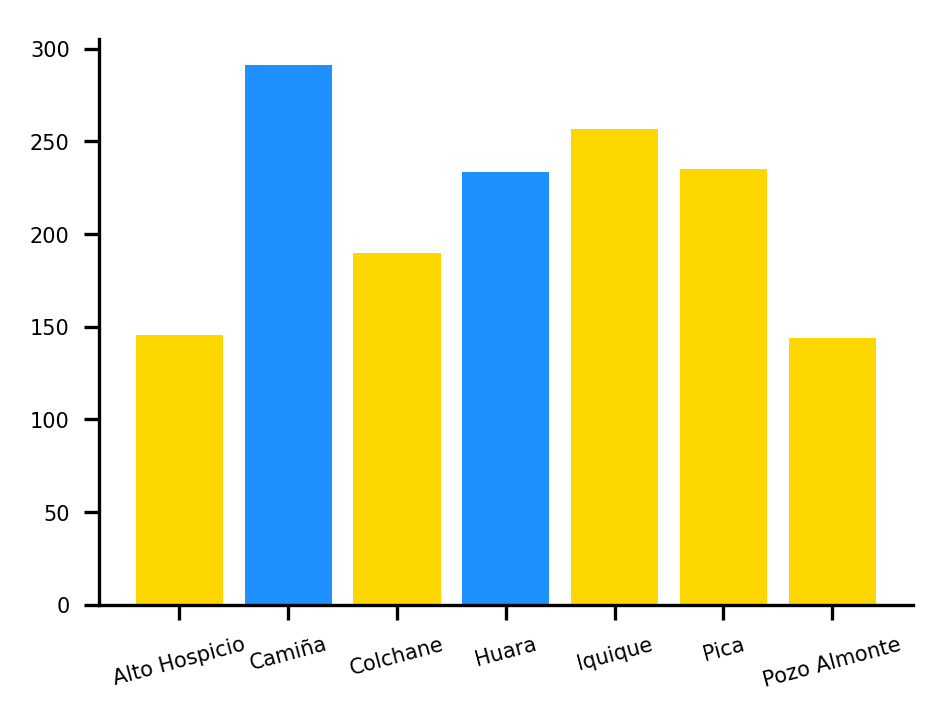 300
250
200
150
100
50
0
Alto Hospicio
Camiña
Colchane
Huara
Iquique
Pica
Pozo Almonte